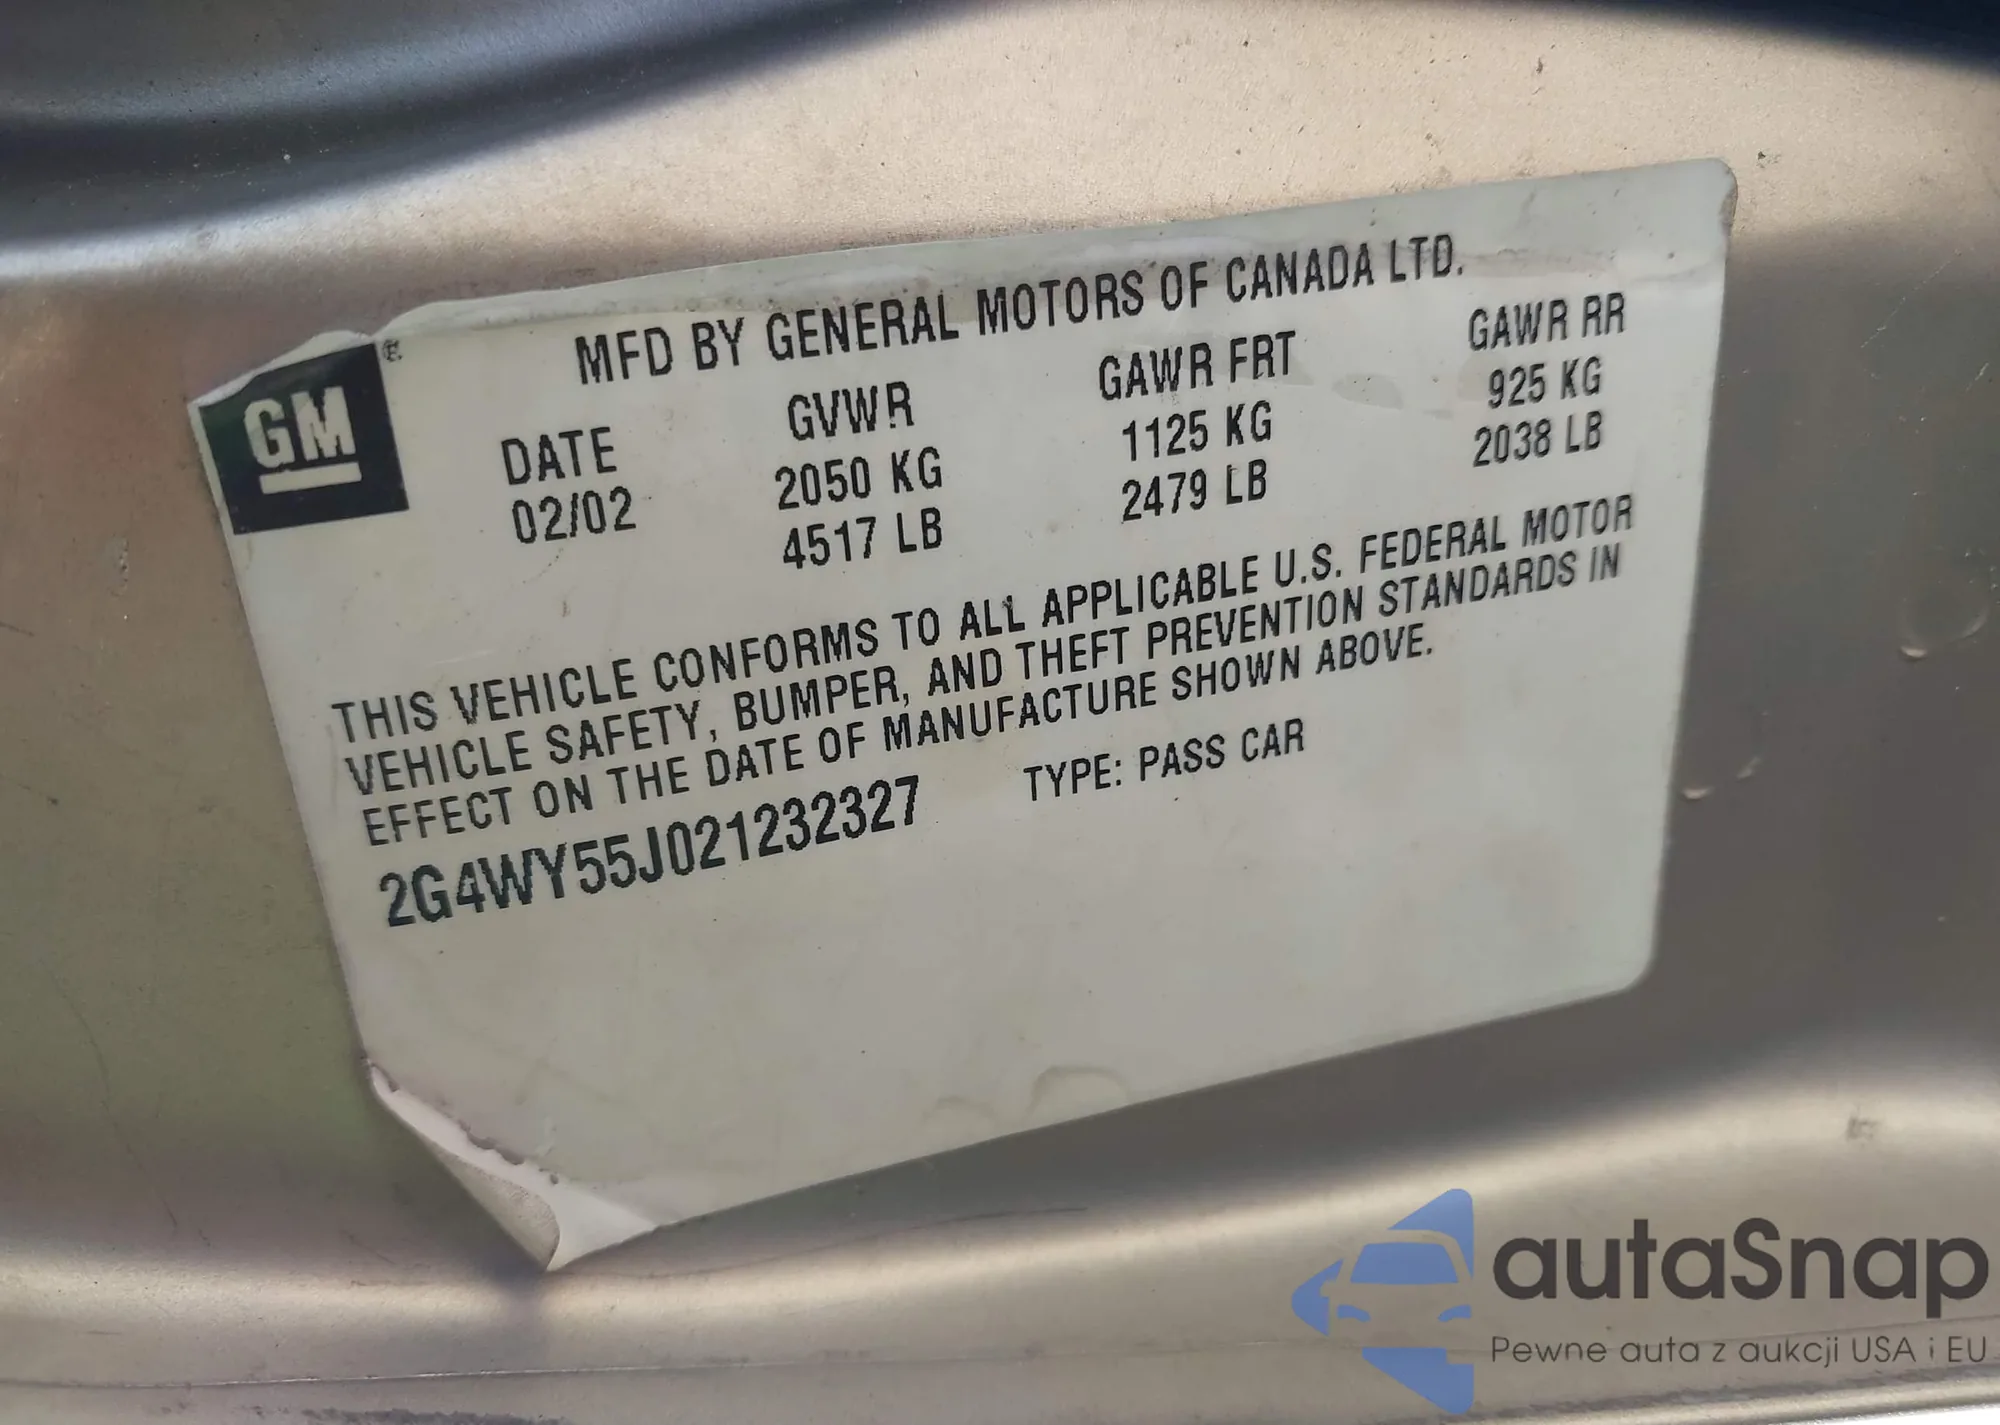 GM
MFD BY GENERAL MOTORS OF CANADA LTD.
DATE GVWR GAWR FRT GAWR RR
02/02 2050 KG 1125 KG 925 KG
4517 LB 2479 LB 2038 LB
THIS VEHICLE CONFORMS TO ALL APPLICABLE U.S. FEDERAL MOTOR
VEHICLE SAFETY, BUMPER, AND THEFT PREVENTION STANDARDS IN
EFFECT ON THE DATE OF MANUFACTURE SHOWN ABOVE.
2G4WY55J021232327 TYPE: PASS CAR
autaSnap
Pewne auta z aukcji USA i EU